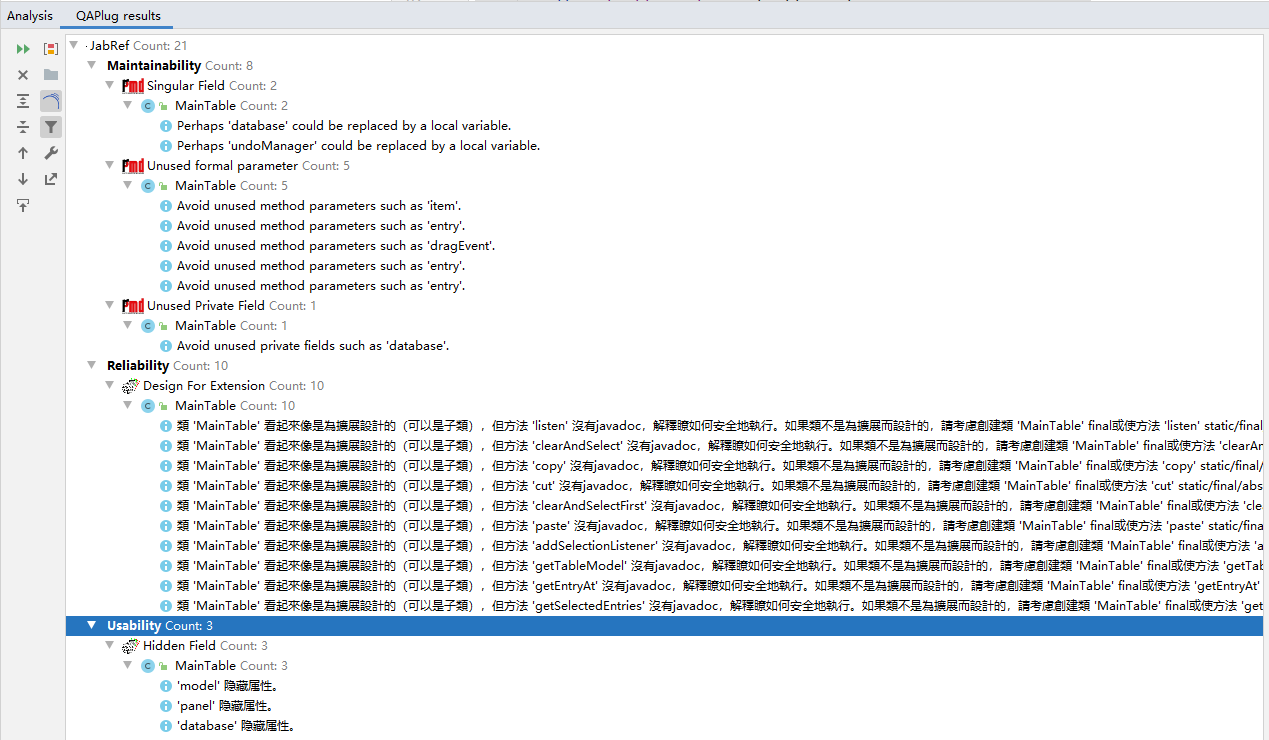 Analysis QAPlug results
JabRef Count: 21
Maintainability Count: 8
pmd Singular Field Count: 2
C MainTable Count: 2
Perhaps 'database' could be replaced by a local variable.
Perhaps 'undoManager' could be replaced by a local variable.
pmd Unused formal parameter Count: 5
C MainTable Count: 5
Avoid unused method parameters such as 'item'.
Avoid unused method parameters such as 'entry'.
Avoid unused method parameters such as 'dragEvent'.
Avoid unused method parameters such as 'entry'.
Avoid unused method parameters such as 'entry'.
pmd Unused Private Field Count: 1
C MainTable Count: 1
Avoid unused private fields such as 'database'.
Reliability Count: 10
Design For Extension Count: 10
C MainTable Count: 10
類 'MainTable' 看起來像是為擴展設計的（可以是子類），但方法 'listen' 沒有javadoc，解釋瞭如何安全地執行。如果類不是為擴展而設計的，請考慮創建類 'MainTable' final或使方法 'listen' static/final
類 'MainTable' 看起來像是為擴展設計的（可以是子類），但方法 'clearAndSelect' 沒有javadoc，解釋瞭如何安全地執行。如果類不是為擴展而設計的，請考慮創建類 'MainTable' final或使方法 'clearAn
類 'MainTable' 看起來像是為擴展設計的（可以是子類），但方法 'copy' 沒有javadoc，解釋瞭如何安全地執行。如果類不是為擴展而設計的，請考慮創建類 'MainTable' final或使方法 'copy' static/final/
類 'MainTable' 看起來像是為擴展設計的（可以是子類），但方法 'cut' 沒有javadoc，解釋瞭如何安全地執行。如果類不是為擴展而設計的，請考慮創建類 'MainTable' final或使方法 'cut' static/final/abs
類 'MainTable' 看起來像是為擴展設計的（可以是子類），但方法 'clearAndSelectFirst' 沒有javadoc，解釋瞭如何安全地執行。如果類不是為擴展而設計的，請考慮創建類 'MainTable' final或使方法 'cle
類 'MainTable' 看起來像是為擴展設計的（可以是子類），但方法 'paste' 沒有javadoc，解釋瞭如何安全地執行。如果類不是為擴展而設計的，請考慮創建類 'MainTable' final或使方法 'paste' static/fina
類 'MainTable' 看起來像是為擴展設計的（可以是子類），但方法 'addSelectionListener' 沒有javadoc，解釋瞭如何安全地執行。如果類不是為擴展而設計的，請考慮創建類 'MainTable' final或使方法 'a
類 'MainTable' 看起來像是為擴展設計的（可以是子類），但方法 'getTableModel' 沒有javadoc，解釋瞭如何安全地執行。如果類不是為擴展而設計的，請考慮創建類 'MainTable' final或使方法 'getTab
類 'MainTable' 看起來像是為擴展設計的（可以是子類），但方法 'getEntryAt' 沒有javadoc，解釋瞭如何安全地執行。如果類不是為擴展而設計的，請考慮創建類 'MainTable' final或使方法 'getEntryAt'
類 'MainTable' 看起來像是為擴展設計的（可以是子類），但方法 'getSelectedEntries' 沒有javadoc，解釋瞭如何安全地執行。如果類不是為擴展而設計的，請考慮創建類 'MainTable' final或使方法 'get
Usability Count: 3
Hidden Field Count: 3
C MainTable Count: 3
'model' 隐藏属性。
'panel' 隐藏属性。
'database' 隐藏属性。